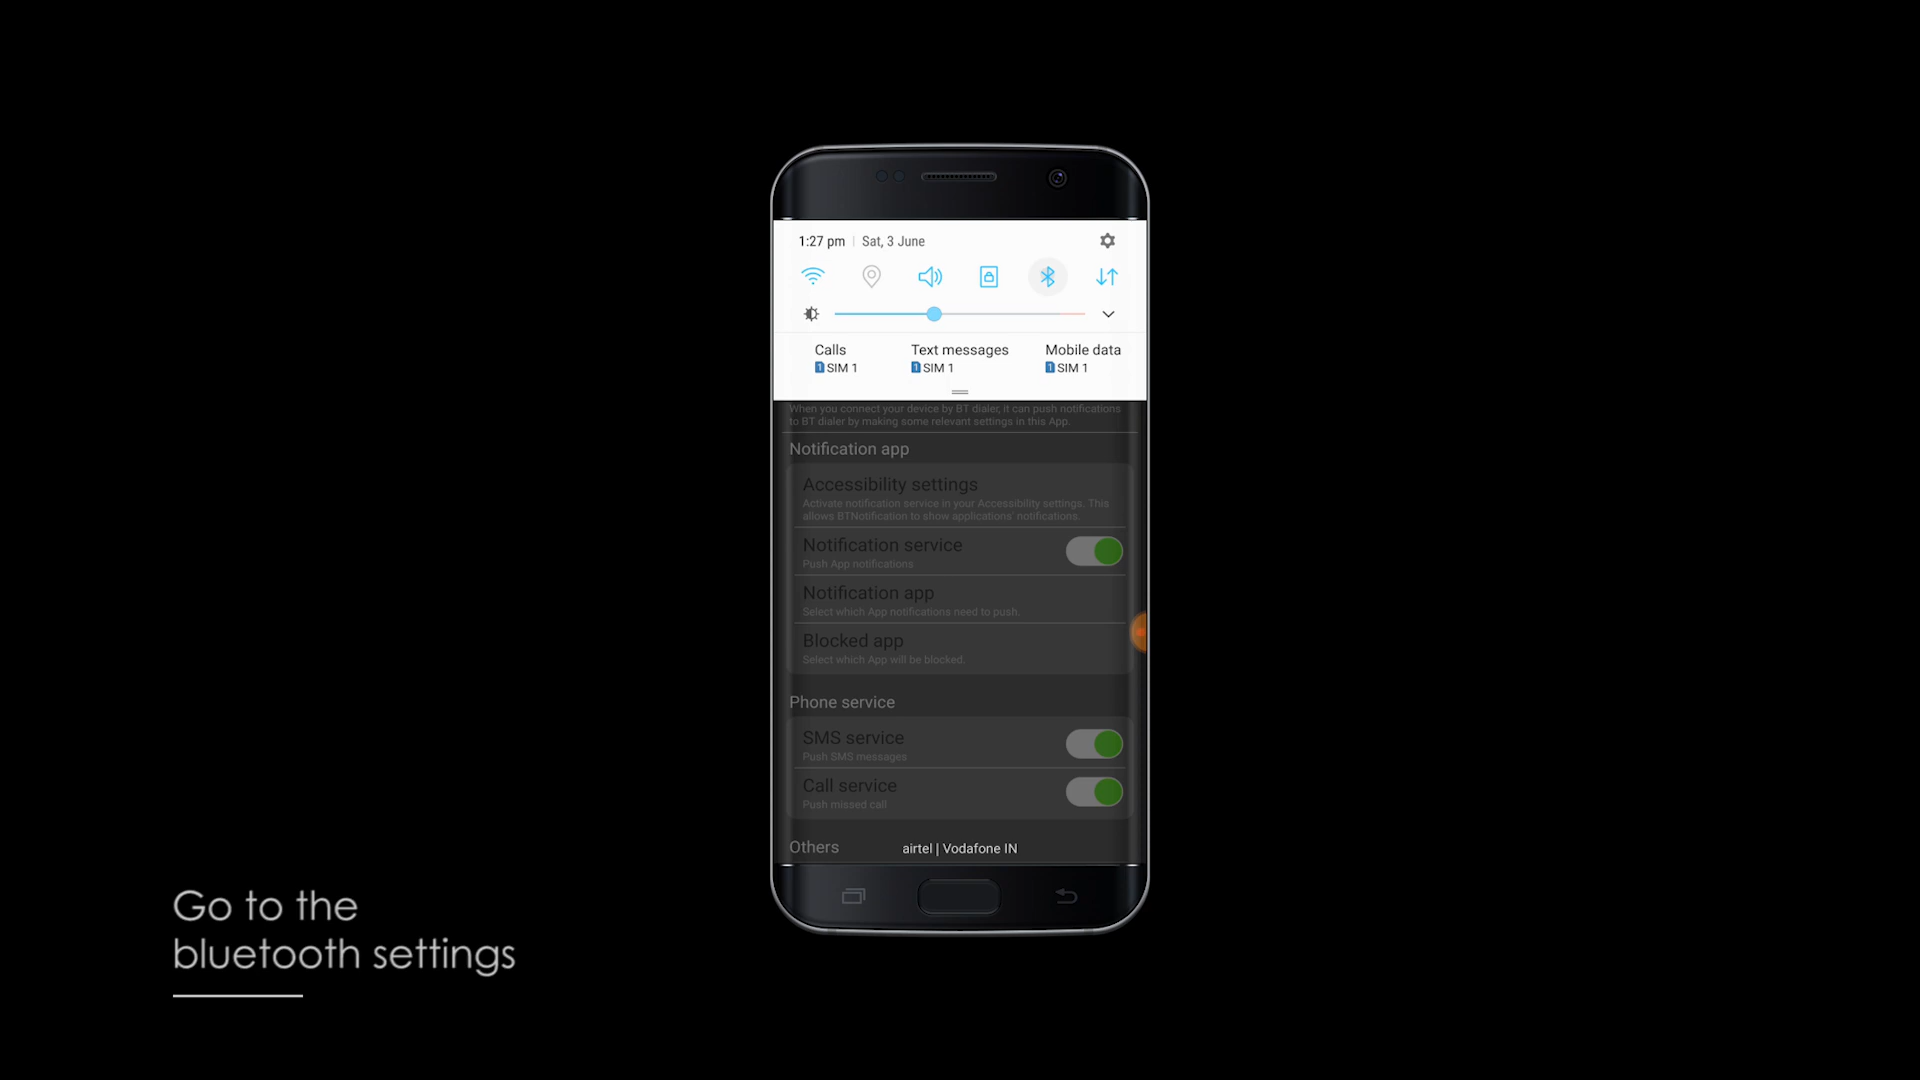 1:27 pm | Sat, 3 June
Calls
1 SIM 1
Text messages
1 SIM 1
Mobile data
1 SIM 1
When you connect your device by BT dialer, it can push notifications
to BT dialer by making some relevant settings in this App.
Notification app
Accessibility settings
Activate notification service in your Accessibility settings. This
allows BTNotification to show applications' notifications.
Notification service
Push App notifications
Notification app
Select which App notifications need to push.
Blocked app
Select which App will be blocked.
Phone service
SMS service
Push SMS messages
Call service
Push missed call
Others
airtel | Vodafone IN
Go to the
bluetooth settings